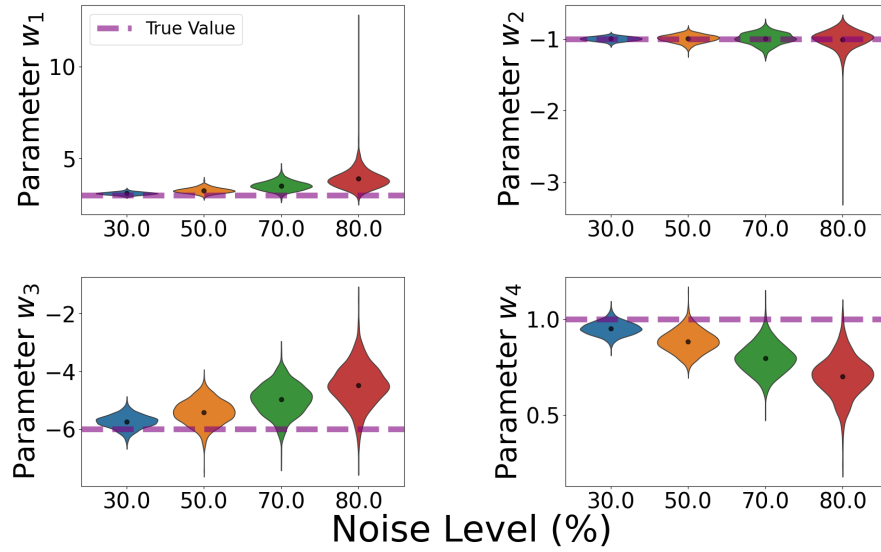 Parameter w₁
10
5
True Value
30.0 50.0 70.0 80.0
Parameter w₂
−1
−2
−3
30.0 50.0 70.0 80.0
Parameter w₃
−2
−4
−6
30.0 50.0 70.0 80.0
Parameter w₄
1.0
0.5
30.0 50.0 70.0 80.0
Noise Level (%)